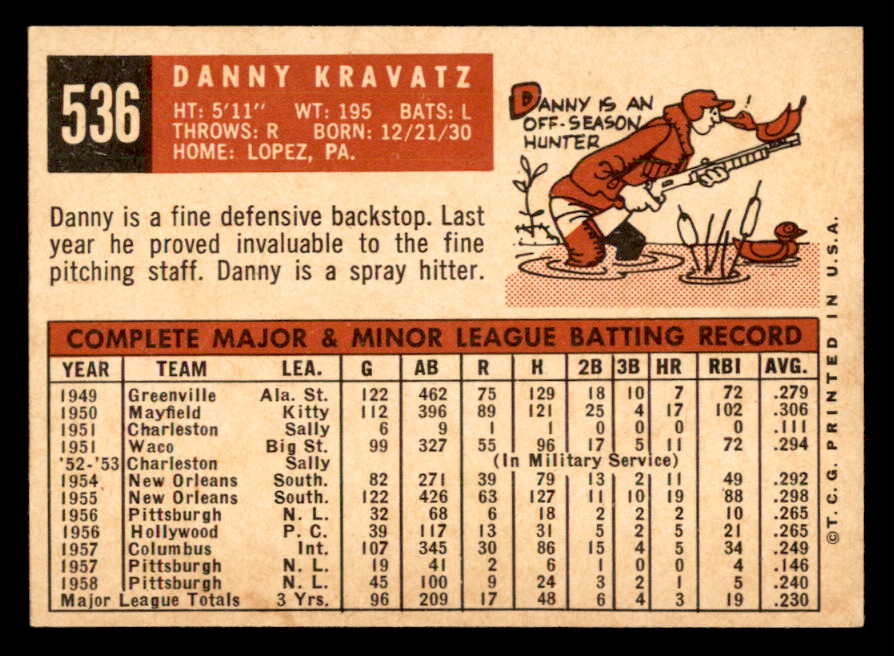 536
DANNY KRAVATZ
HT: 5'11" WT: 195 BATS: L
THROWS: R BORN: 12/21/30
HOME: LOPEZ, PA.
DANNY IS AN
OFF-SEASON
HUNTER
!
Danny is a fine defensive backstop. Last
year he proved invaluable to the fine
pitching staff. Danny is a spray hitter.
COMPLETE MAJOR & MINOR LEAGUE BATTING RECORD
YEAR TEAM LEA. G AB R H 2B 3B HR RBI AVG.
1949 Greenville Ala. St. 122 462 75 129 18 10 7 72 .279
1950 Mayfield Kitty 112 396 89 121 25 4 17 102 .306
1951 Charleston Sally 6 9 1 1 0 0 0 0 .111
1951 Waco Big St. 99 327 55 96 17 5 11 72 .294
'52-'53 Charleston Sally (In Military Service)
1954 New Orleans South. 82 271 39 79 13 2 11 49 .292
1955 New Orleans South. 122 426 63 127 11 10 19 88 .298
1956 Pittsburgh N. L. 32 68 6 18 2 2 2 10 .265
1956 Hollywood P. C. 39 117 13 31 5 2 5 21 .265
1957 Columbus Int. 107 345 30 86 15 4 5 34 .249
1957 Pittsburgh N. L. 19 41 2 6 1 0 0 4 .146
1958 Pittsburgh N. L. 45 100 9 24 3 2 1 5 .240
Major League Totals 3 Yrs. 96 209 17 48 6 4 3 19 .230
©T. C. G. PRINTED IN U.S.A.